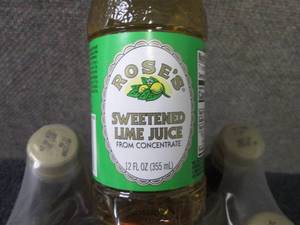 ROSE'S
SWEETENED
LIME JUICE
FROM CONCENTRATE
12 FL OZ (355 mL)